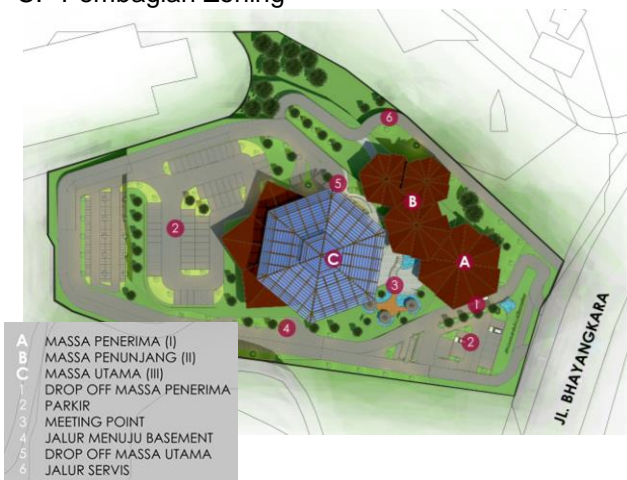 C. Pembagian Zoning
6
5
B
2
C
A
3
1
4
2
JL. BHAYANGKARA
A MASSA PENERIMA (I)
B MASSA PENUNJANG (II)
C MASSA UTAMA (III)
1 DROP OFF MASSA PENERIMA
2 PARKIR
3 MEETING POINT
4 JALUR MENUJU BASEMENT
5 DROP OFF MASSA UTAMA
6 JALUR SERVIS